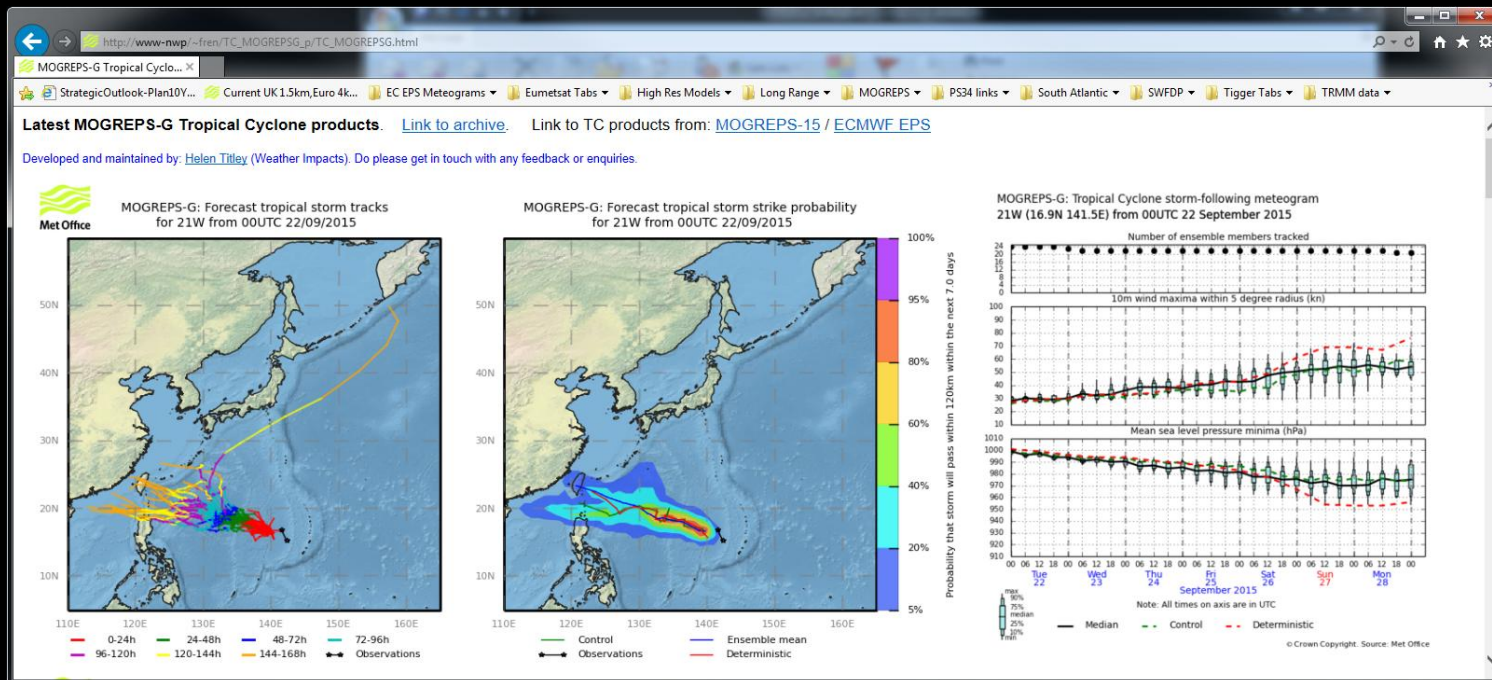 http://www-nwp/~fren/TC_MOGREPSG_p/TC_MOGREPSG.html
MOGREPS-G Tropical Cyclo...
StrategicOutlook-Plan10Y... Current UK 1.5km,Euro 4k... EC EPS Meteograms Eumetsat Tabs High Res Models Long Range MOGREPS PS34 links South Atlantic SWFDP Tigger Tabs TRMM data
Latest MOGREPS-G Tropical Cyclone products. Link to archive. Link to TC products from: MOGREPS-15 / ECMWF EPS
Developed and maintained by: Helen Titley (Weather Impacts). Do please get in touch with any feedback or enquiries.
Met Office
MOGREPS-G: Forecast tropical storm tracks
for 21W from 00UTC 22/09/2015
50N
40N
30N
20N
10N
110E 120E 130E 140E 150E 160E
0-24h 24-48h 48-72h 72-96h
96-120h 120-144h 144-168h Observations
MOGREPS-G: Forecast tropical storm strike probability
for 21W from 00UTC 22/09/2015
50N
40N
30N
20N
10N
110E 120E 130E 140E 150E 160E
Control Ensemble mean
Observations Deterministic
100%
95%
80%
60%
40%
20%
5%
Probability that storm will pass within 120km within the next 7.0 days
MOGREPS-G: Tropical Cyclone storm-following meteogram
21W (16.9N 141.5E) from 00UTC 22 September 2015
Number of ensemble members tracked
24
20
16
12
8
4
0
10m wind maxima within 5 degree radius (kn)
100
90
80
70
60
50
40
30
20
10
Mean sea level pressure minima (hPa)
1010
1000
990
980
970
960
950
940
930
920
910
00 06 12 18 00 06 12 18 00 06 12 18 00 06 12 18 00 06 12 18 00 06 12 18 00 06 12 18 00
Tue Wed Thu Fri Sat Sun Mon
22 23 24 25 26 27 28
September 2015
Note: All times on axis are in UTC
max
90%
75%
median
25%
10%
min
Median Control Deterministic
© Crown Copyright. Source: Met Office